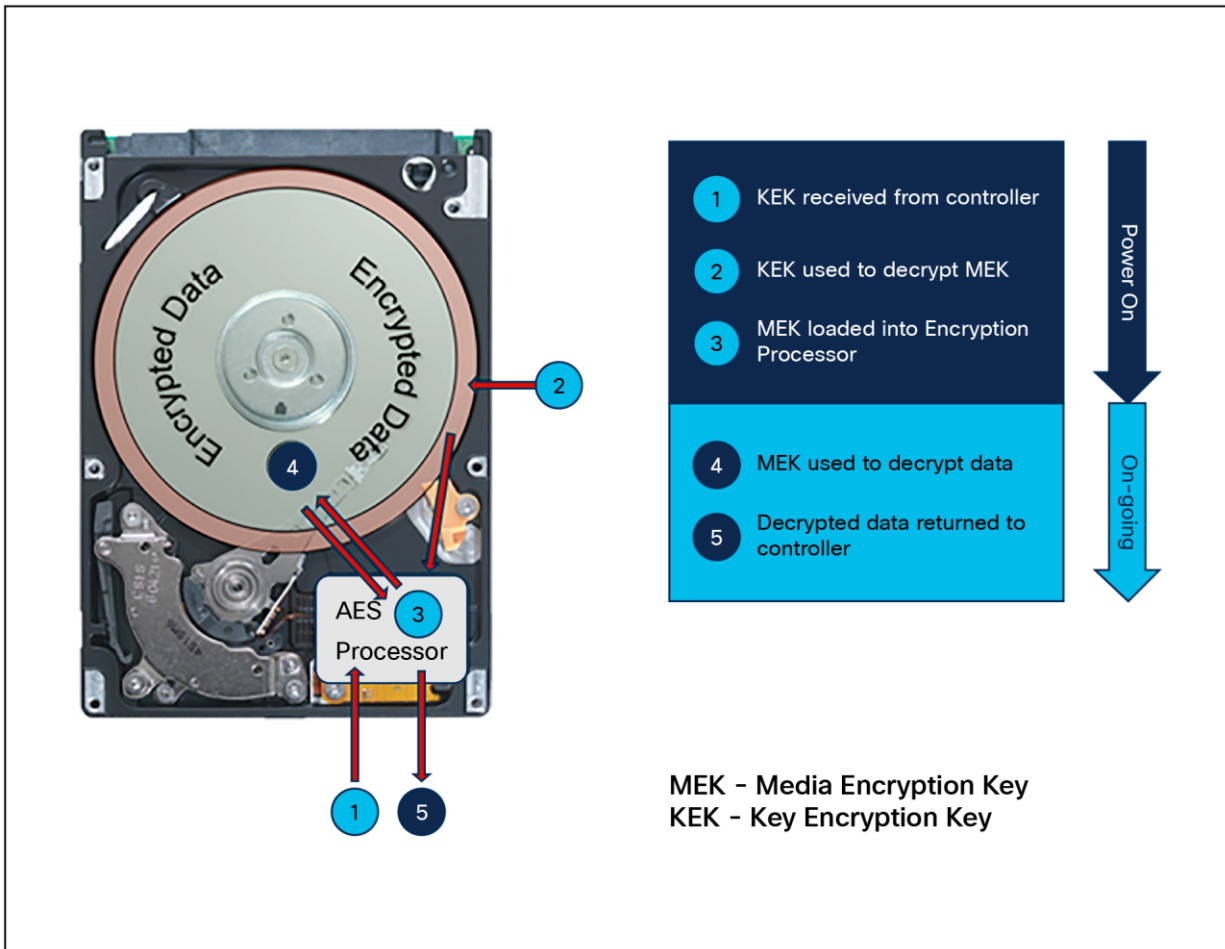 Encrypted Data
Encrypted Data
4
2
AES
3
Processor
1
5
1
KEK received from controller
2
KEK used to decrypt MEK
3
MEK loaded into Encryption
Processor
4
MEK used to decrypt data
5
Decrypted data returned to
controller
Power On
On-going
MEK - Media Encryption Key
KEK - Key Encryption Key